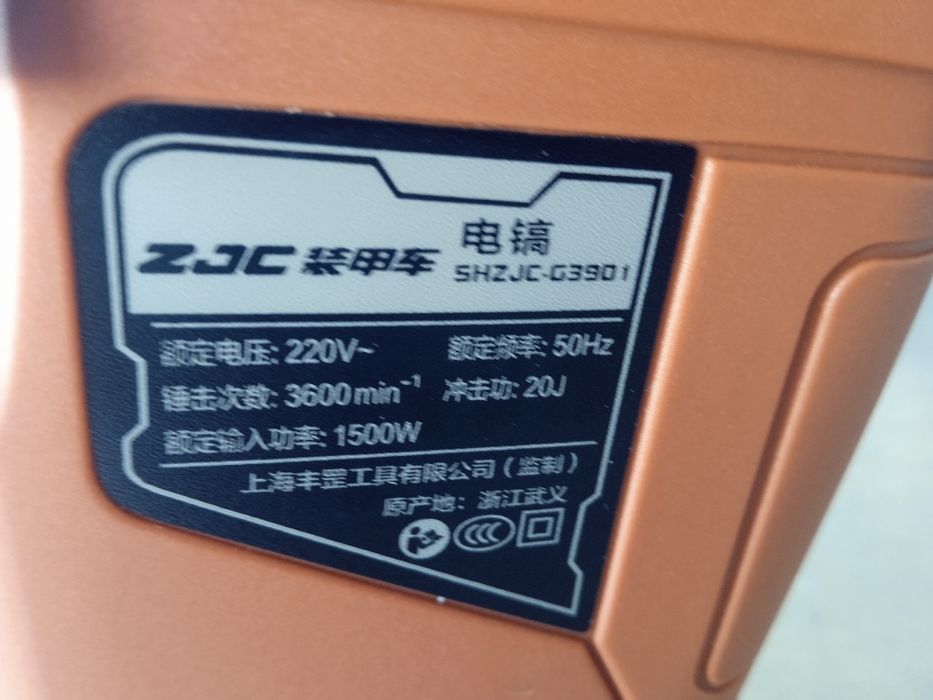 ZJC 装甲车
电镐
SHZJC-G3901
额定电压: 220V~
额定频率: 50Hz
锤击次数: 3600min⁻¹
冲击功: 20J
额定输入功率: 1500W
上海丰罡工具有限公司（监制）
原产地: 浙江武义
CCC